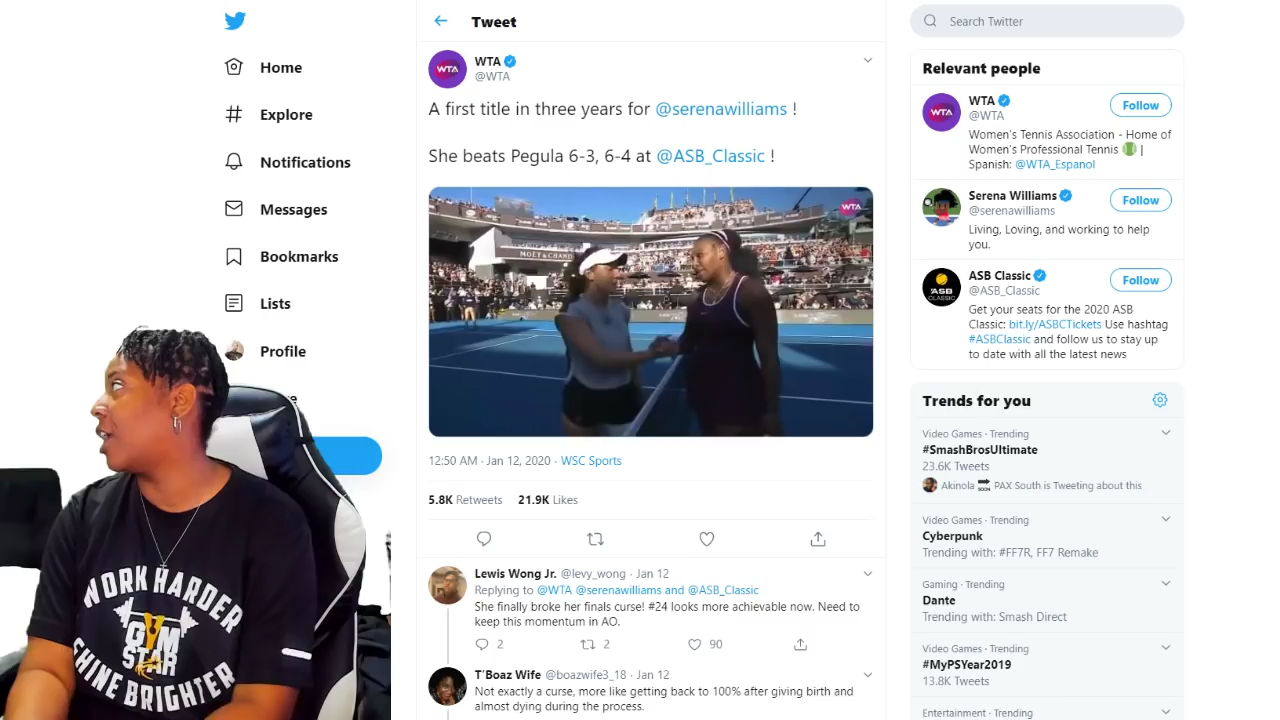 Home
Explore
Notifications
Messages
Bookmarks
Lists
Profile
WORK HARDER
GYM
STAR
SHINE BRIGHTER
Tweet
WTA
@WTA
A first title in three years for @serenawilliams !
She beats Pegula 6-3, 6-4 at @ASB_Classic !
WTA
MOËT & CHAND
12:50 AM · Jan 12, 2020 · WSC Sports
5.8K Retweets 21.9K Likes
Lewis Wong Jr. @levy_wong · Jan 12
Replying to @WTA @serenawilliams and @ASB_Classic
She finally broke her finals curse! #24 looks more achievable now. Need to
keep this momentum in AO.
2 2 90
T'Boaz Wife @boazwife3_18 · Jan 12
Not exactly a curse, more like getting back to 100% after giving birth and
almost dying during the process.
Search Twitter
Relevant people
WTA
@WTA
Follow
Women's Tennis Association - Home of
Women's Professional Tennis |
Spanish: @WTA_Espanol
Serena Williams
@serenawilliams
Follow
Living, Loving, and working to help
you.
ASB Classic
@ASB_Classic
Follow
Get your seats for the 2020 ASB
Classic: bit.ly/ASBCTickets Use hashtag
#ASBClassic and follow us to stay up
to date with all the latest news
Trends for you
Video Games · Trending
#SmashBrosUltimate
23.6K Tweets
Akinola SOON PAX South is Tweeting about this
Video Games · Trending
Cyberpunk
Trending with: #FF7R, FF7 Remake
Gaming · Trending
Dante
Trending with: Smash Direct
Video Games · Trending
#MyPSYear2019
13.8K Tweets
Entertainment · Trending